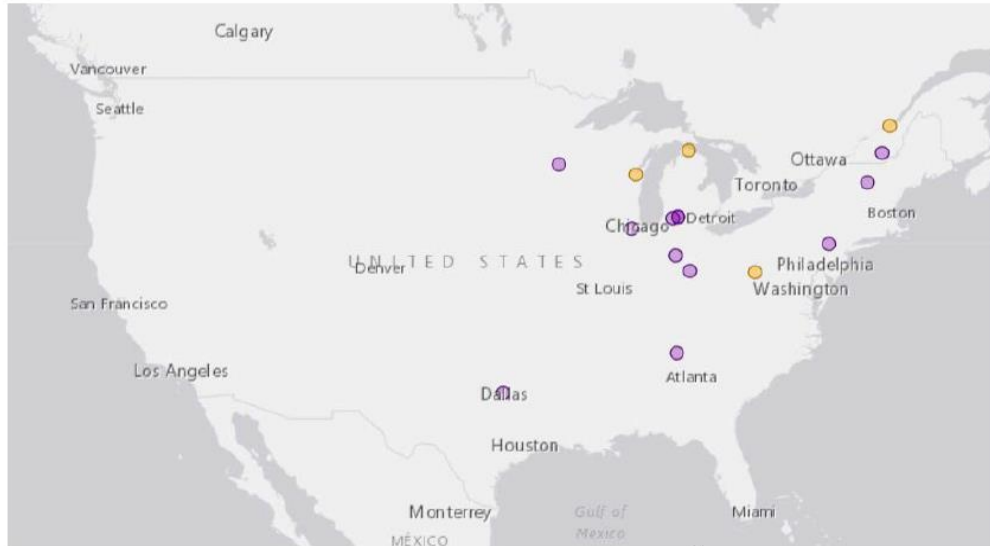 Calgary
Vancouver
Seattle
Ottawa
Toronto
Boston
Detroit
Chicago
UNITED STATES
Denver
Philadelphia
St Louis
Washington
San Francisco
Los Angeles
Atlanta
Dallas
Houston
Monterrey
Miami
Gulf of
Mexico
MÉXICO